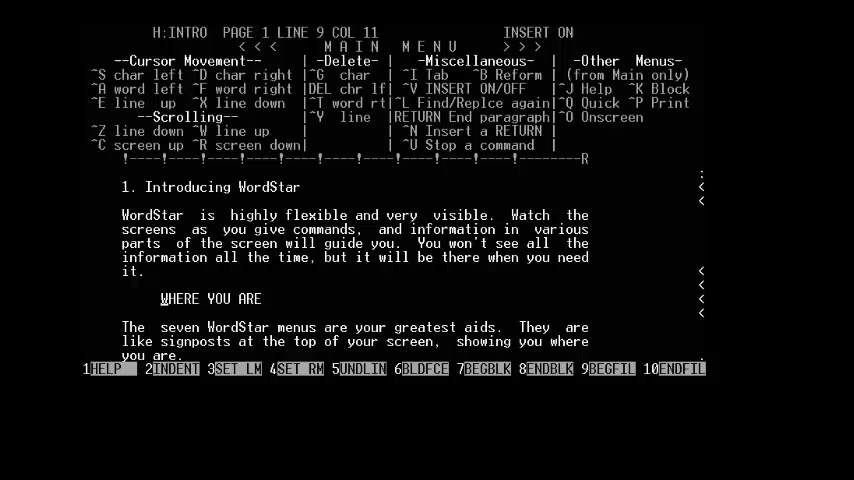 H:INTRO  PAGE 1 LINE 9 COL 11                INSERT ON
< < <          M A I N   M E N U      > > >
--Cursor Movement--      | -Delete- |   -Miscellaneous-    |  -Other  Menus-
^S char left ^D char right |^G  char  | ^I Tab   ^B Reform  | (from Main only)
^A word left ^F word right |DEL chr lf| ^V INSERT ON/OFF   |^J Help  ^K Block
^E line  up  ^X line down  |^T word rt|^L Find/Replce again|^Q Quick ^P Print
--Scrolling--         |^Y  line  |RETURN End paragraph|^O Onscreen
^Z line down ^W line up    |          | ^N Insert a RETURN |
^C screen up ^R screen down|          | ^U Stop a command  |
!----!----!----!----!----!----!----!----!----!----!--------R
:
1. Introducing WordStar <
<
WordStar  is  highly flexible and very  visible.  Watch  the
screens  as  you give commands,  and information in  various
parts  of the screen will guide you.  You won't see all  the
information all the time, but it will be there when you need
it. <
<
WHERE YOU ARE <
<
The  seven WordStar menus are your greatest aids.  They  are
like signposts at the top of your screen,  showing you where
you are. .
1HELP   2INDENT 3SET LM 4SET RM 5UNDLIN 6BLDFCE 7BEGBLK 8ENDBLK 9BEGFIL 10ENDFIL